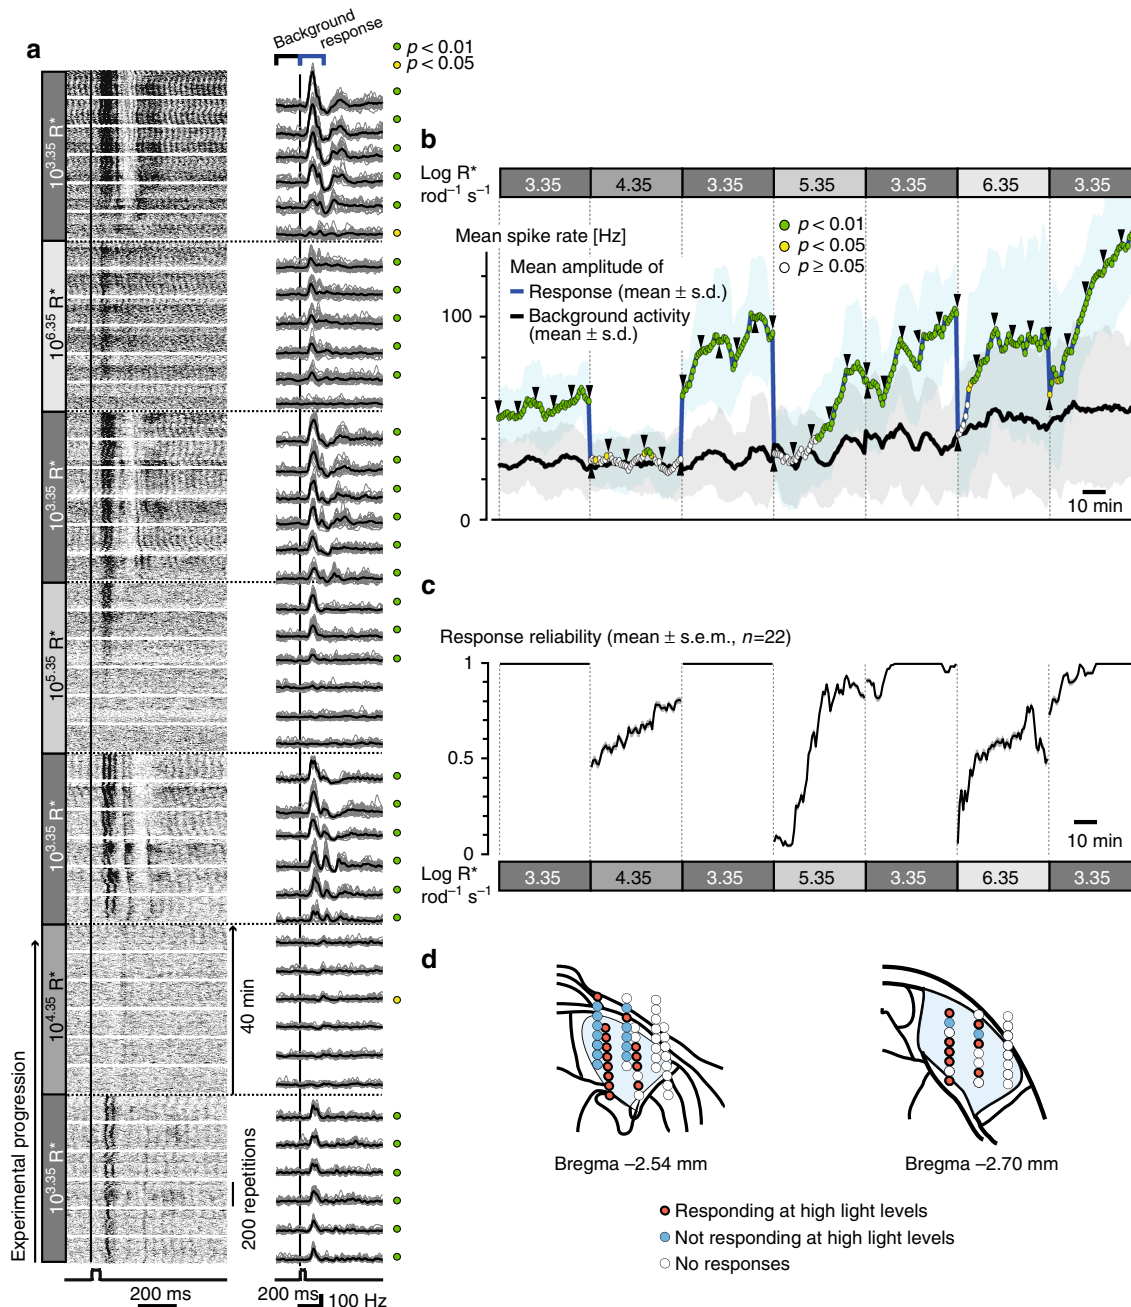 a
Background
response
p < 0.01
p < 0.05
10^3.35 R*
10^6.35 R*
10^3.35 R*
10^5.35 R*
10^3.35 R*
10^4.35 R*
10^3.35 R*
Experimental progression
40 min
200 repetitions
200 ms
200 ms
100 Hz
b
Log R*
rod⁻¹ s⁻¹
3.35 4.35 3.35 5.35 3.35 6.35 3.35
Mean spike rate [Hz]
p < 0.01
p < 0.05
p ≥ 0.05
Mean amplitude of
Response (mean ± s.d.)
Background activity
(mean ± s.d.)
100
0
10 min
c
Response reliability (mean ± s.e.m., n=22)
1
0.5
0
10 min
Log R*
rod⁻¹ s⁻¹
3.35 4.35 3.35 5.35 3.35 6.35 3.35
d
Bregma –2.54 mm
Bregma –2.70 mm
Responding at high light levels
Not responding at high light levels
No responses